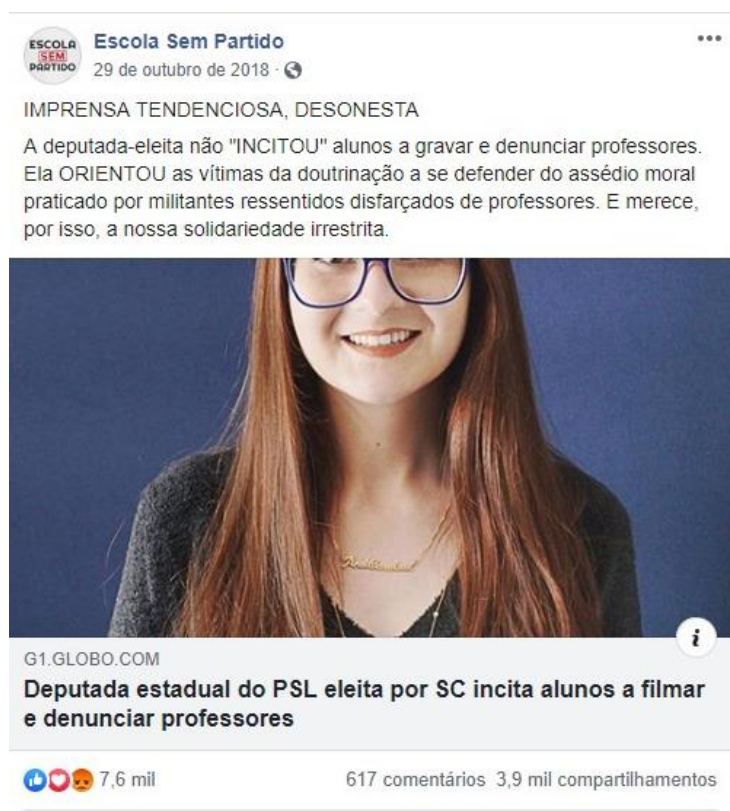 ESCOLA
SEM
PARTIDO
Escola Sem Partido
29 de outubro de 2018 ·
IMPRENSA TENDENCIOSA, DESONESTA
A deputada-eleita não "INCITOU" alunos a gravar e denunciar professores.
Ela ORIENTOU as vítimas da doutrinação a se defender do assédio moral
praticado por militantes ressentidos disfarçados de professores. E merece,
por isso, a nossa solidariedade irrestrita.
G1.GLOBO.COM
Deputada estadual do PSL eleita por SC incita alunos a filmar
e denunciar professores
7,6 mil
617 comentários 3,9 mil compartilhamentos